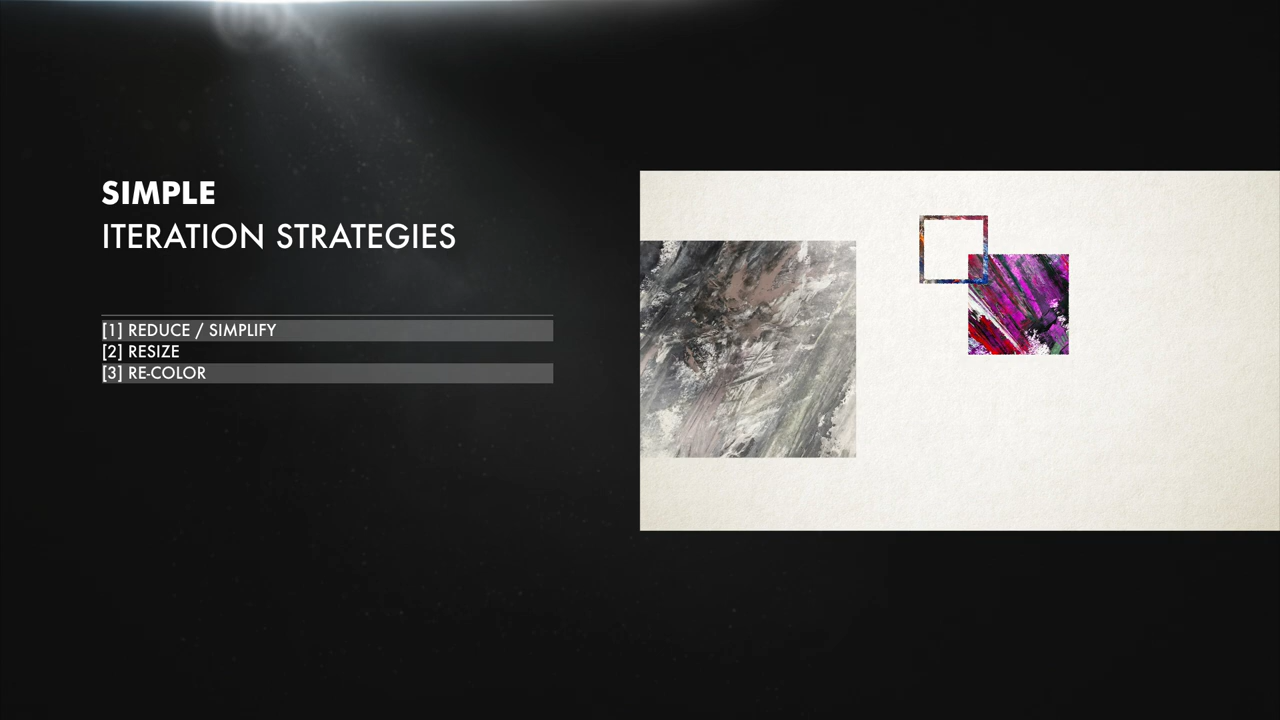 SIMPLE
ITERATION STRATEGIES
[1] REDUCE / SIMPLIFY
[2] RESIZE
[3] RE-COLOR